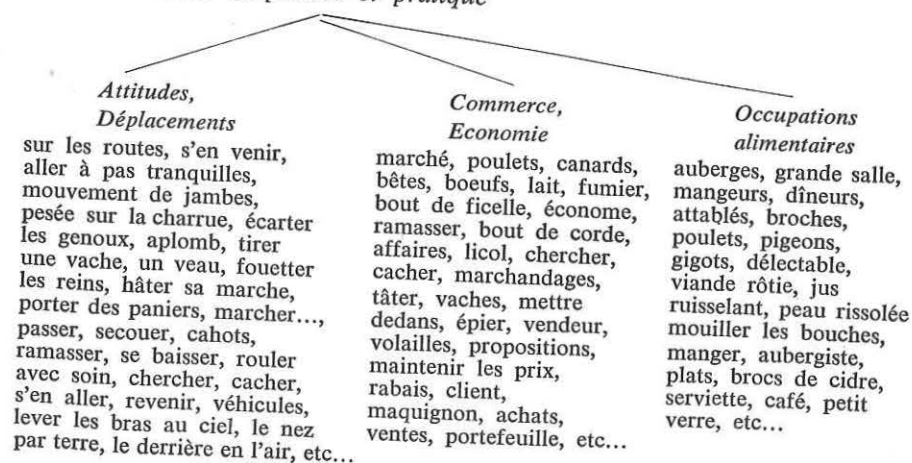 pratique
Attitudes,
Déplacements
sur les routes, s'en venir,
aller à pas tranquilles,
mouvement de jambes,
pesée sur la charrue, écarter
les genoux, aplomb, tirer
une vache, un veau, fouetter
les reins, hâter sa marche,
porter des paniers, marcher...,
passer, secouer, cahots,
ramasser, se baisser, rouler
avec soin, chercher, cacher,
s'en aller, revenir, véhicules,
lever les bras au ciel, le nez
par terre, le derrière en l'air, etc...
Commerce,
Economie
marché, poulets, canards,
bêtes, boeufs, lait, fumier,
bout de ficelle, économe,
ramasser, bout de corde,
affaires, licol, chercher,
cacher, marchandages,
tâter, vaches, mettre
dedans, épier, vendeur,
volailles, propositions,
maintenir les prix,
rabais, client,
maquignon, achats,
ventes, portefeuille, etc...
Occupations
alimentaires
auberges, grande salle,
mangeurs, dîneurs,
attablés, broches,
poulets, pigeons,
gigots, délectable,
viande rôtie, jus
ruisselant, peau rissolée
mouiller les bouches,
manger, aubergiste,
plats, brocs de cidre,
serviette, café, petit
verre, etc...